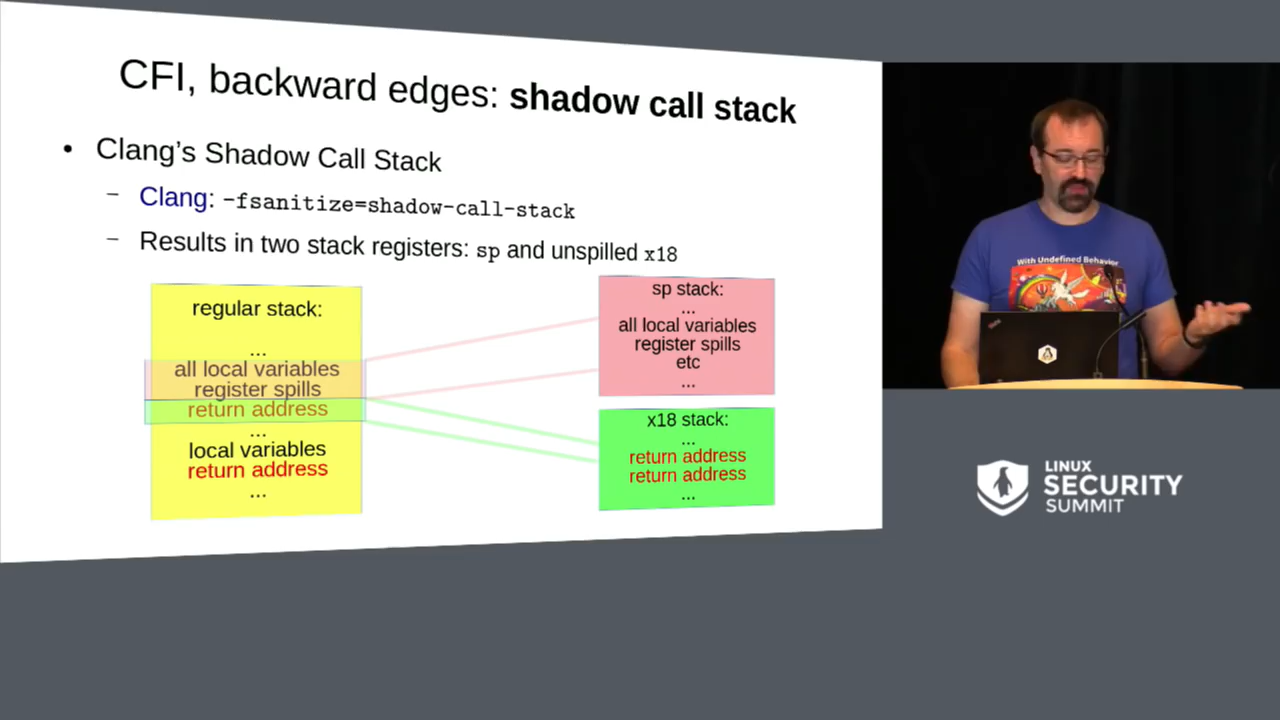 CFI, backward edges: shadow call stack
• Clang's Shadow Call Stack
– Clang: -fsanitize=shadow-call-stack
– Results in two stack registers: sp and unspilled x18
regular stack:
...
all local variables
register spills
return address
...
local variables
return address
...
sp stack:
...
all local variables
register spills
etc
...
x18 stack:
...
return address
return address
...
With Undefined Behavior
LINUX
SECURITY
SUMMIT